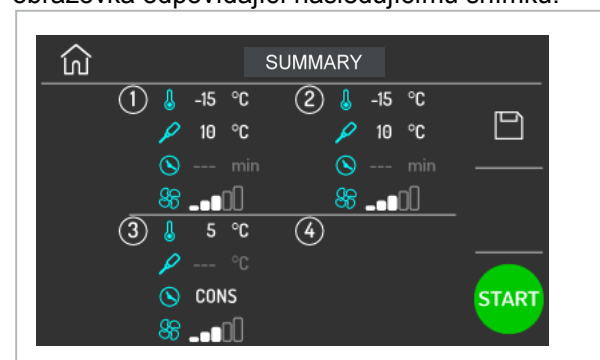 obrazovka odpovídající následujícímu snímku:
SUMMARY
1 -15 °C 2 -15 °C
10 °C 10 °C
--- min --- min
3 5 °C 4
--- °C
CONS
START